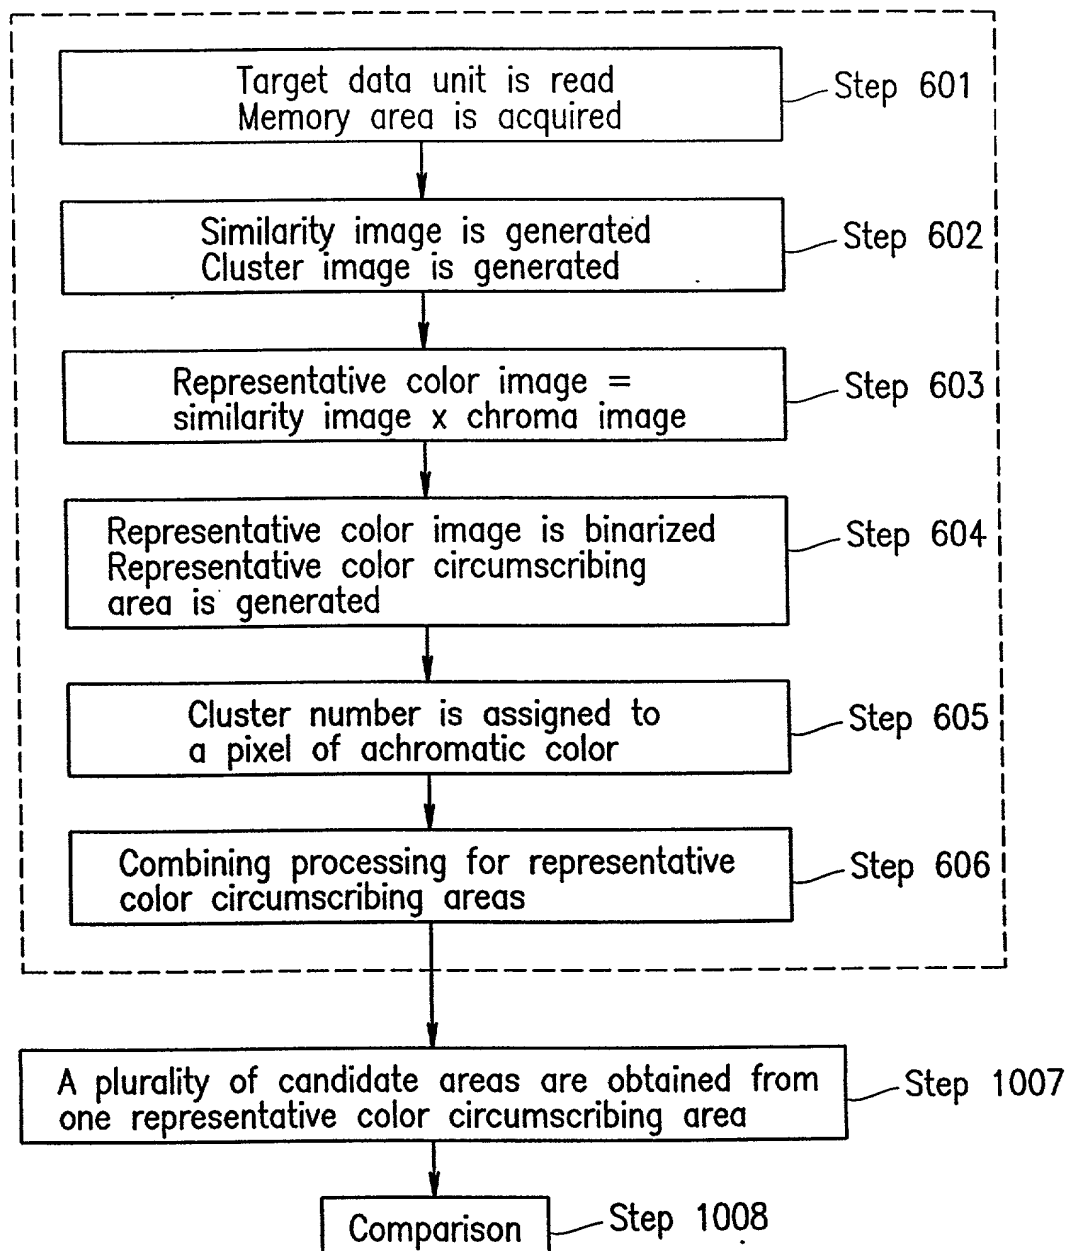 Target data unit is read
Memory area is acquired
Step 601
Similarity image is generated
Cluster image is generated
Step 602
Representative color image =
similarity image x chroma image
Step 603
Representative color image is binarized
Representative color circumscribing
area is generated
Step 604
Cluster number is assigned to
a pixel of achromatic color
Step 605
Combining processing for representative
color circumscribing areas
Step 606
A plurality of candidate areas are obtained from
one representative color circumscribing area
Step 1007
Comparison
Step 1008